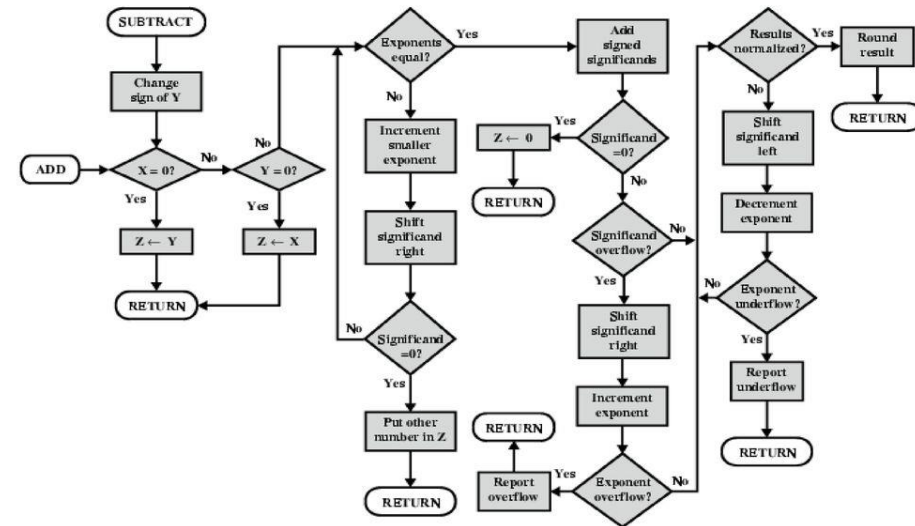 SUBTRACT
Change
sign of Y
ADD
X = 0?
No
Y = 0?
No
Yes
Yes
Z ← Y
Z ← X
RETURN
Exponents
equal?
Yes
No
Increment
smaller
exponent
Shift
significand
right
No
Significand
=0?
Yes
Put other
number in Z
RETURN
Add
signed
significands
Yes
Z ← 0
Significand
=0?
RETURN
No
Significand
overflow?
No
Yes
Shift
significand
right
Increment
exponent
RETURN
Report
overflow
Yes
Exponent
overflow?
No
Results
normalized?
Yes
Round
result
RETURN
No
Shift
significand
left
Decrement
exponent
No
Exponent
underflow?
Yes
Report
underflow
RETURN